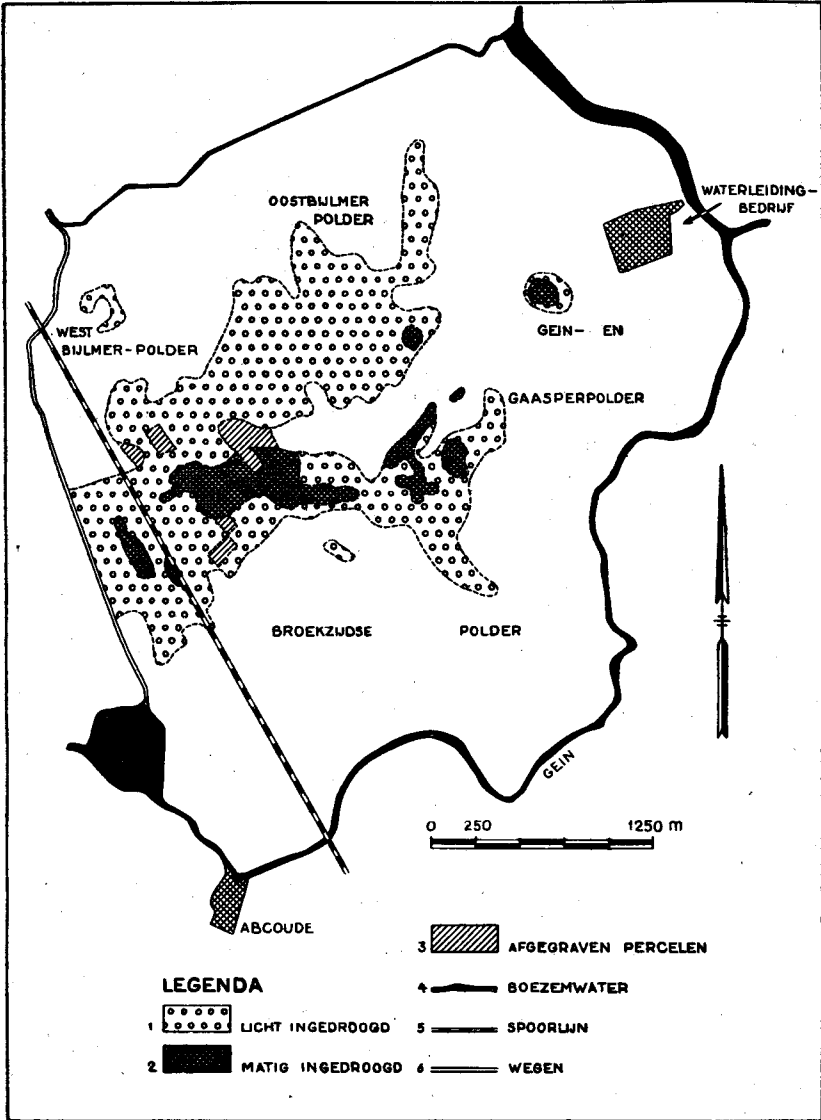 WATERLEIDING-
BEDRIJF
OOSTBIJLMER
POLDER
WEST
BIJLMER-POLDER
GEIN- EN
GAASPERPOLDER
BROEKZIJDSE POLDER
GEIN
0 250 1250 m
ABCOUDE
LEGENDA
1 LICHT INGEDROOGD
2 MATIG INGEDROOGD
3 AFGEGRAVEN PERCELEN
4 BOEZEMWATER
5 SPOORLIJN
6 WEGEN